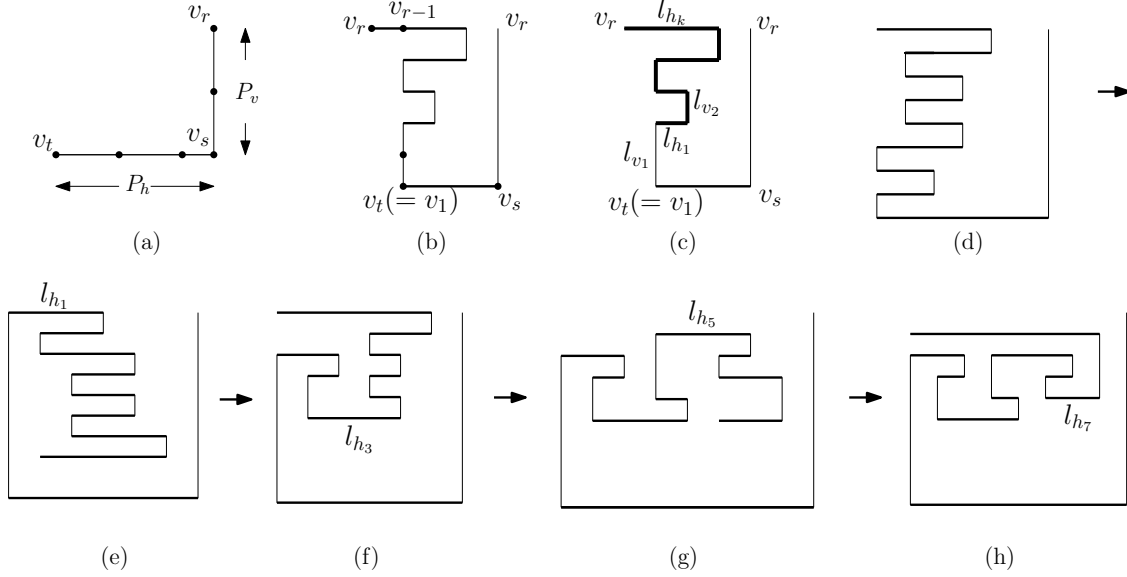 v_r
P_v
v_t
v_s
P_h
(a)
v_r v_{r−1} v_r
v_t(= v_1) v_s
(b)
v_r l_{h_k} v_r
l_{v_2}
l_{h_1}
l_{v_1}
v_t(= v_1) v_s
(c)
(d)
l_{h_1}
(e)
l_{h_3}
(f)
l_{h_5}
(g)
l_{h_7}
(h)